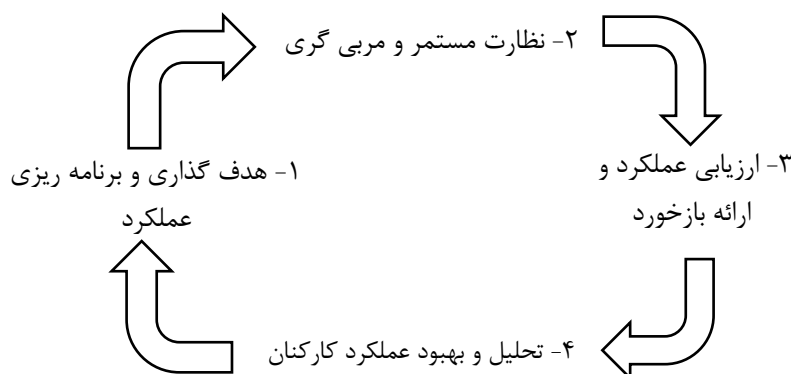 ۱- هدف گذاری و برنامه ریزی
عملکرد
۲- نظارت مستمر و مربی گری
۳- ارزیابی عملکرد و
ارائه بازخورد
۴- تحلیل و بهبود عملکرد کارکنان